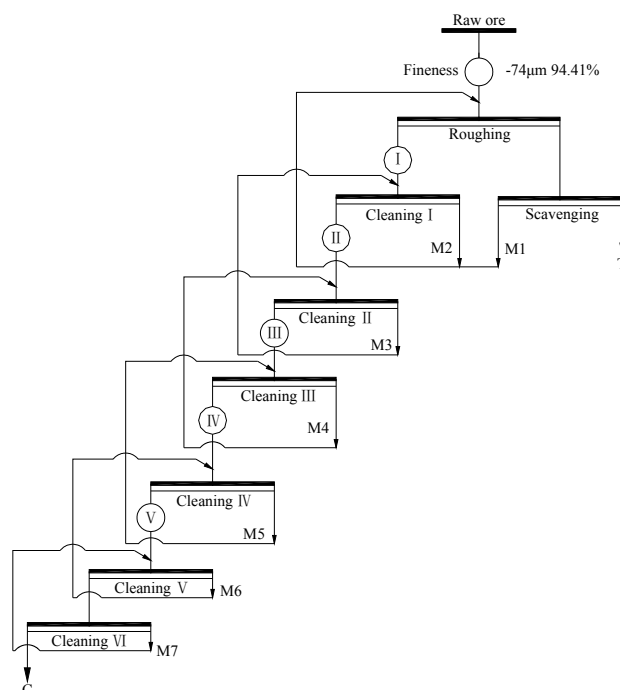 Raw ore
Fineness -74μm 94.41%
Roughing
Ⅰ
Cleaning Ⅰ
Scavenging
Ⅱ
M2
M1
Cleaning Ⅱ
Ⅲ
M3
Cleaning Ⅲ
Ⅳ
M4
Cleaning Ⅳ
Ⅴ
M5
Cleaning Ⅴ
M6
Cleaning Ⅵ
M7